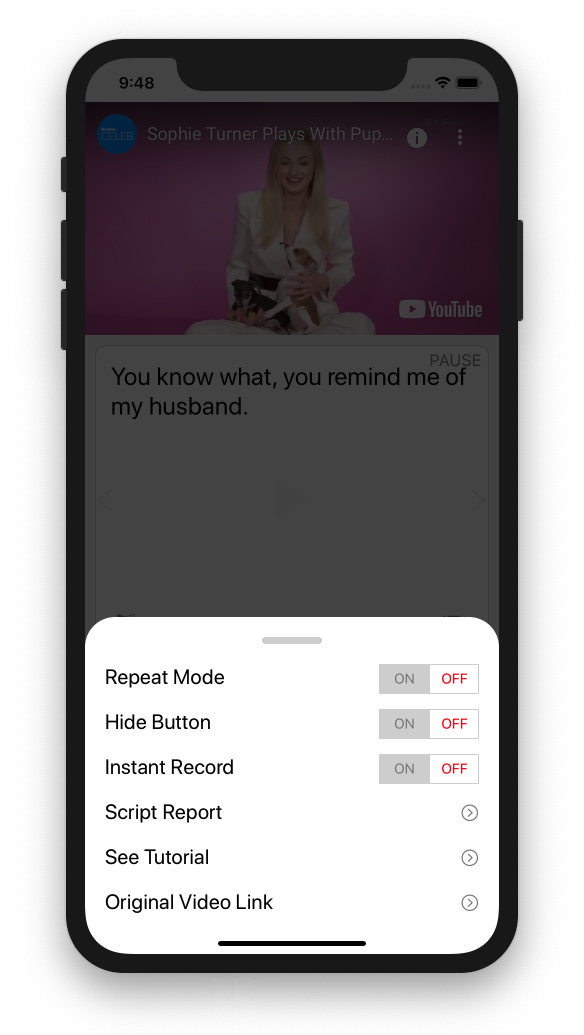 9:48
CELEB
Sophie Turner Plays With Pup...
YouTube
PAUSE
You know what, you remind me of
my husband.
Repeat Mode ON OFF
Hide Button ON OFF
Instant Record ON OFF
Script Report
See Tutorial
Original Video Link